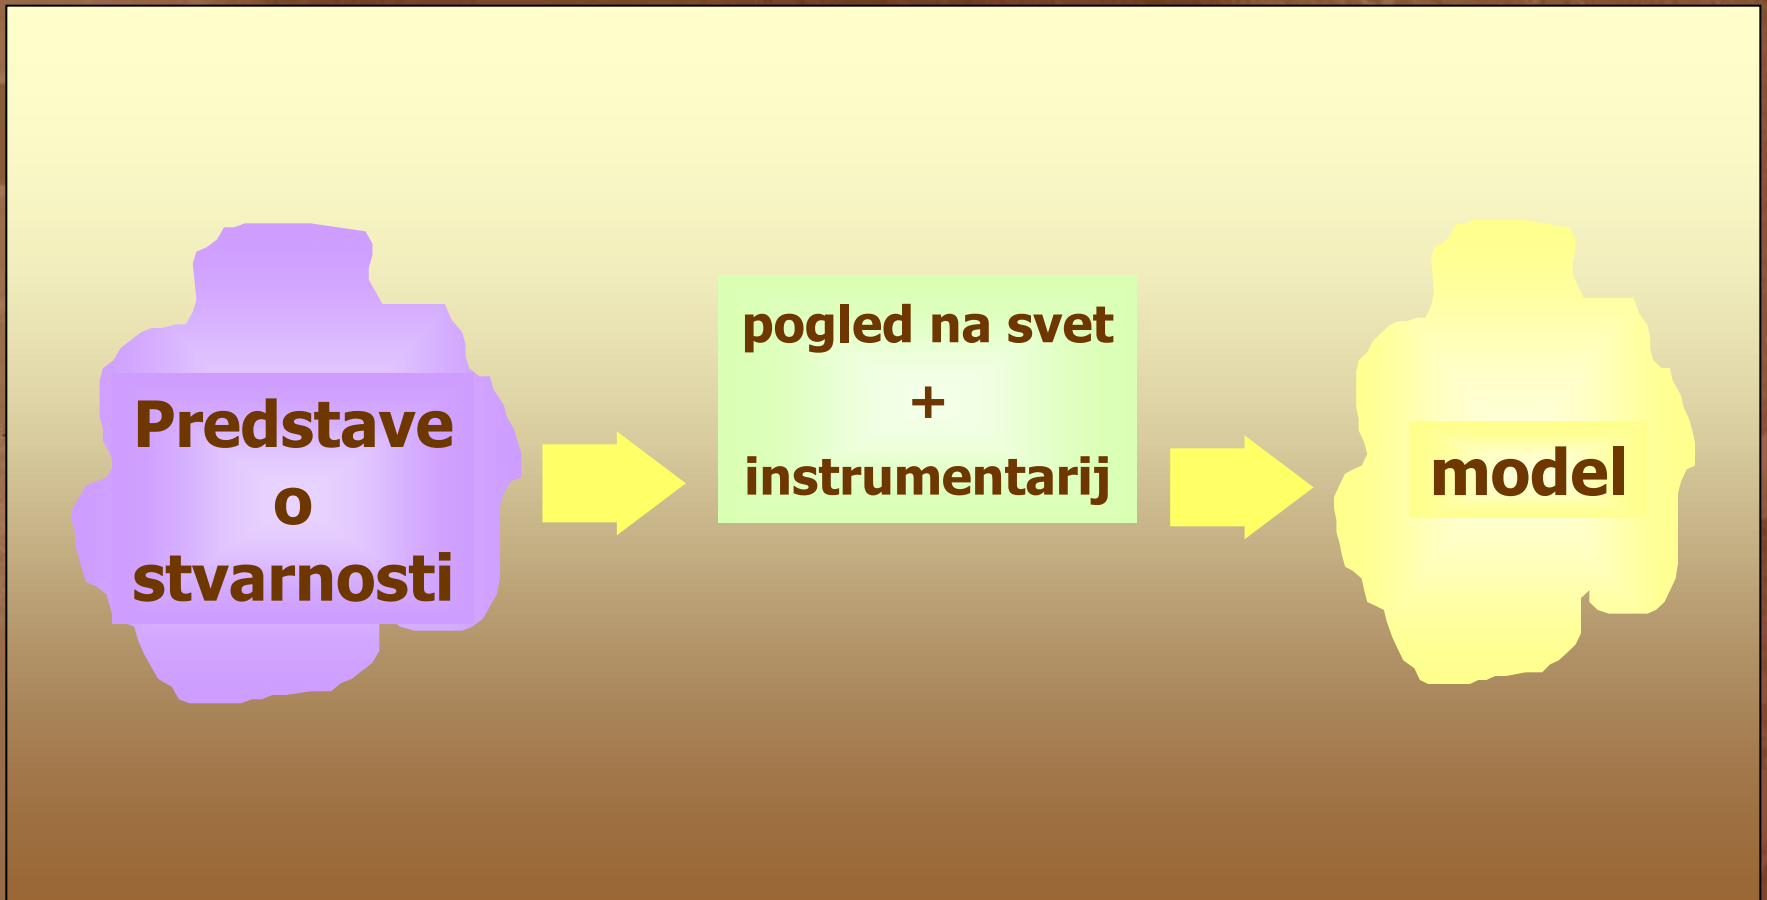 Predstave
o
stvarnosti
pogled na svet
+
instrumentarij
model